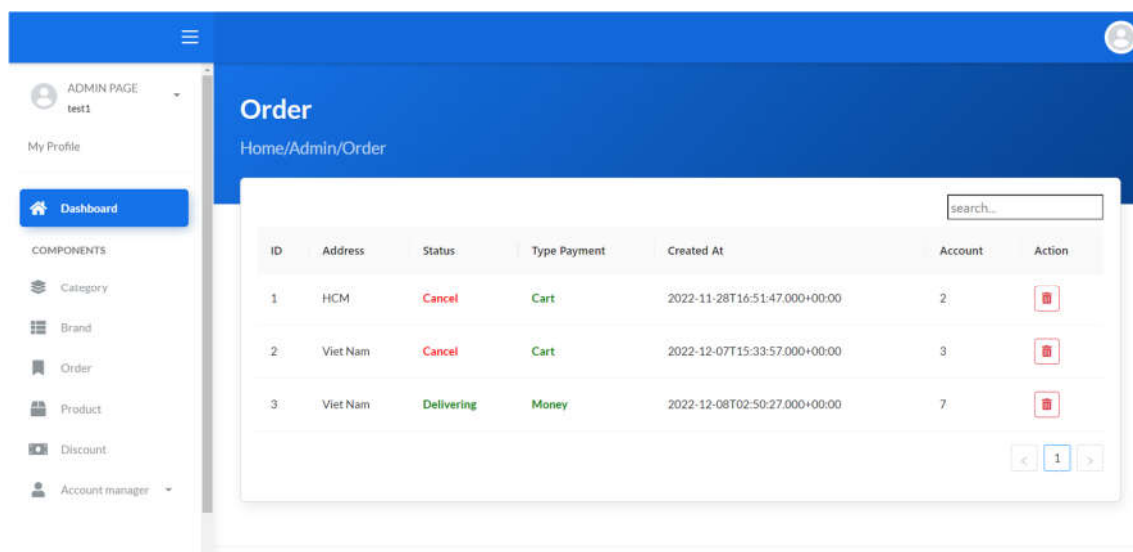 ADMIN PAGE
test1
My Profile
Dashboard
COMPONENTS
Category
Brand
Order
Product
Discount
Account manager
Order
Home/Admin/Order
search...
ID Address Status Type Payment Created At Account Action
1 HCM Cancel Cart 2022-11-28T16:51:47.000+00:00 2
2 Viet Nam Cancel Cart 2022-12-07T15:33:57.000+00:00 3
3 Viet Nam Delivering Money 2022-12-08T02:50:27.000+00:00 7
< 1 >